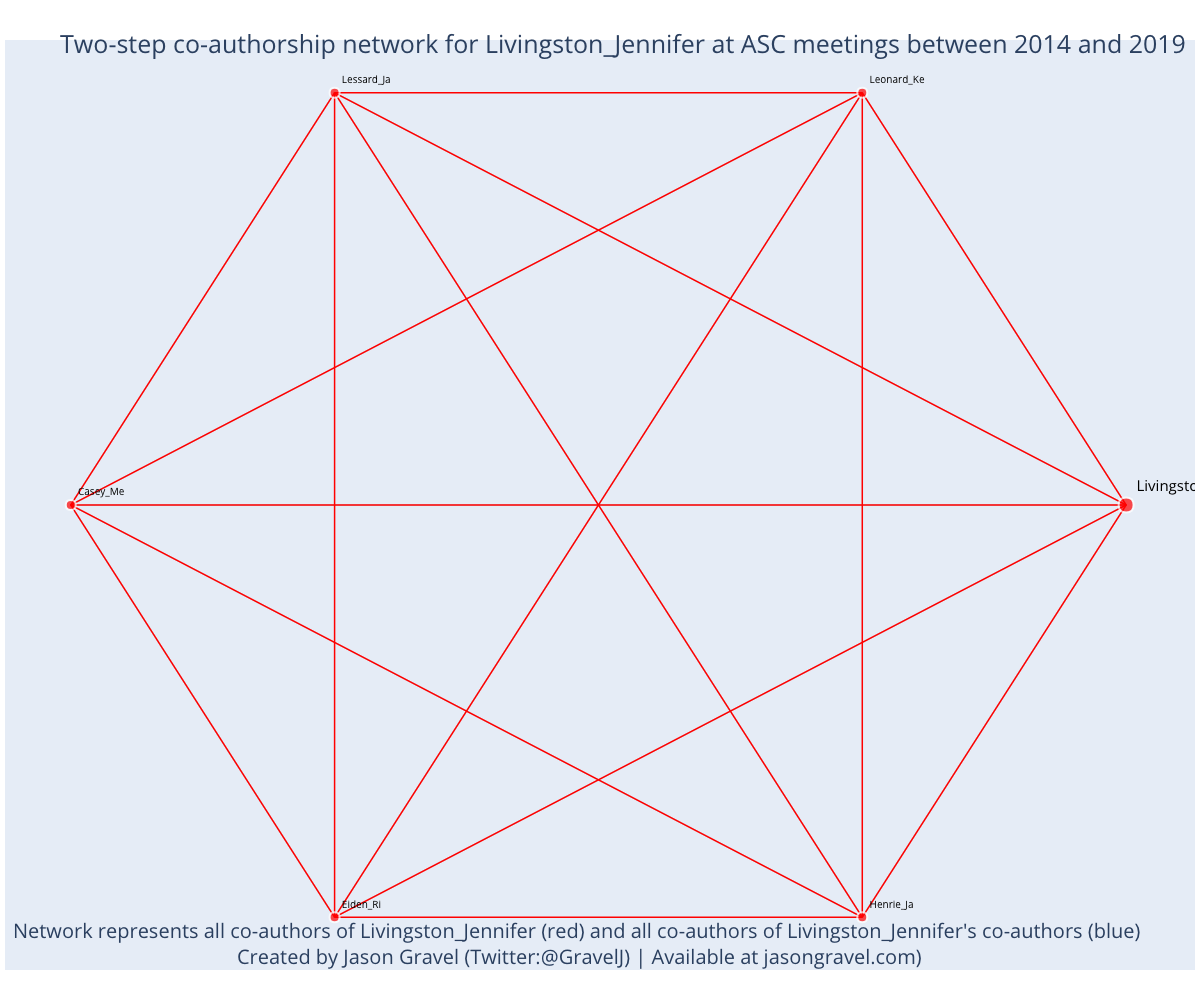 Two-step co-authorship network for Livingston_Jennifer at ASC meetings between 2014 and 2019
Lessard_Ja
Leonard_Ke
Livingsto
Casey_Me
Eiden_Ri
Henrie_Ja
Network represents all co-authors of Livingston_Jennifer (red) and all co-authors of Livingston_Jennifer's co-authors (blue)
Created by Jason Gravel (Twitter:@GravelJ) | Available at jasongravel.com)